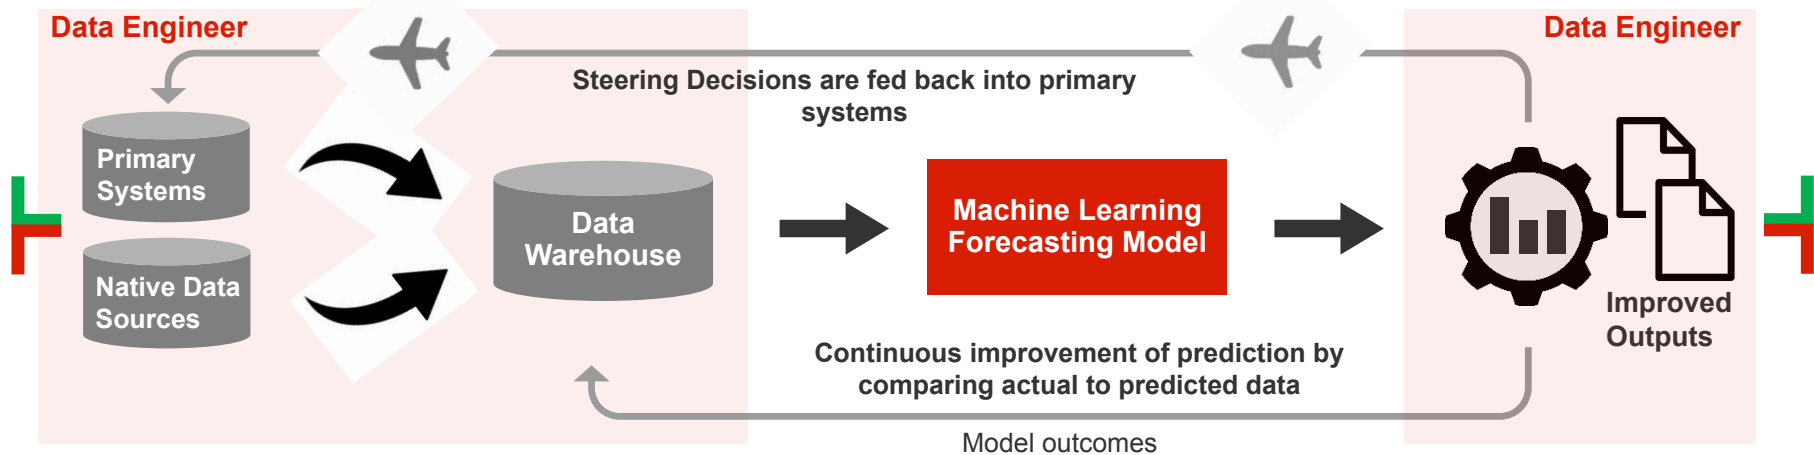 Data Engineer
Data Engineer
Steering Decisions are fed back into primary
systems
Primary
Systems
Native Data
Sources
Data
Warehouse
Machine Learning
Forecasting Model
Improved
Outputs
Continuous improvement of prediction by
comparing actual to predicted data
Model outcomes